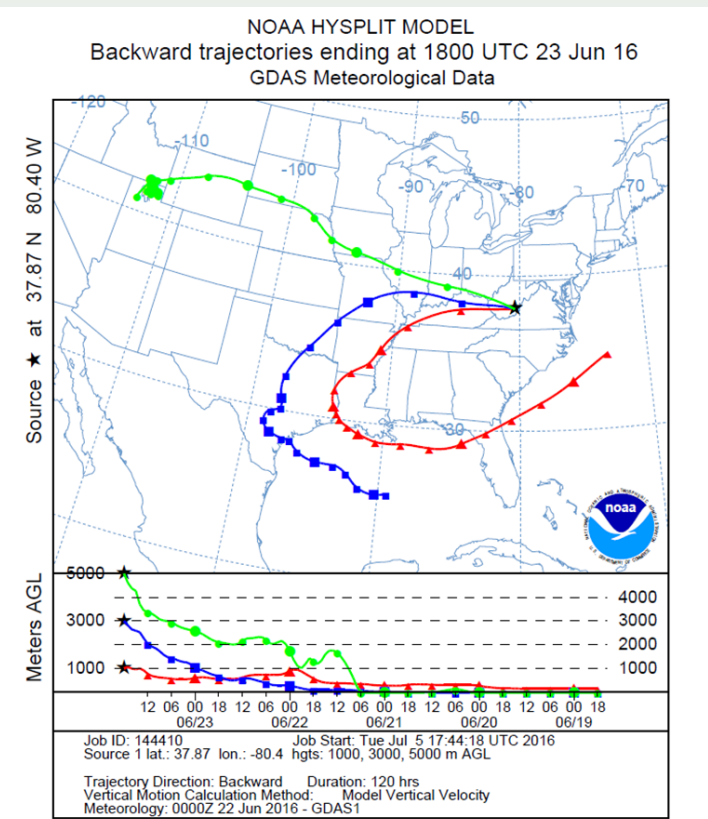 NOAA HYSPLIT MODEL
Backward trajectories ending at 1800 UTC 23 Jun 16
GDAS Meteorological Data
Source ★ at 37.87 N 80.40 W
-120
-110
-100
-90
-80
-70
50
40
30
noaa
Meters AGL
5000
3000
1000
4000
3000
2000
1000
12 06 00 18 12 06 00 18 12 06 00 18 12 06 00 18 12 06 00 18
06/23 06/22 06/21 06/20 06/19
Job ID: 144410 Job Start: Tue Jul 5 17:44:18 UTC 2016
Source 1 lat.: 37.87 lon.: -80.4 hgts: 1000, 3000, 5000 m AGL
Trajectory Direction: Backward Duration: 120 hrs
Vertical Motion Calculation Method: Model Vertical Velocity
Meteorology: 0000Z 22 Jun 2016 - GDAS1